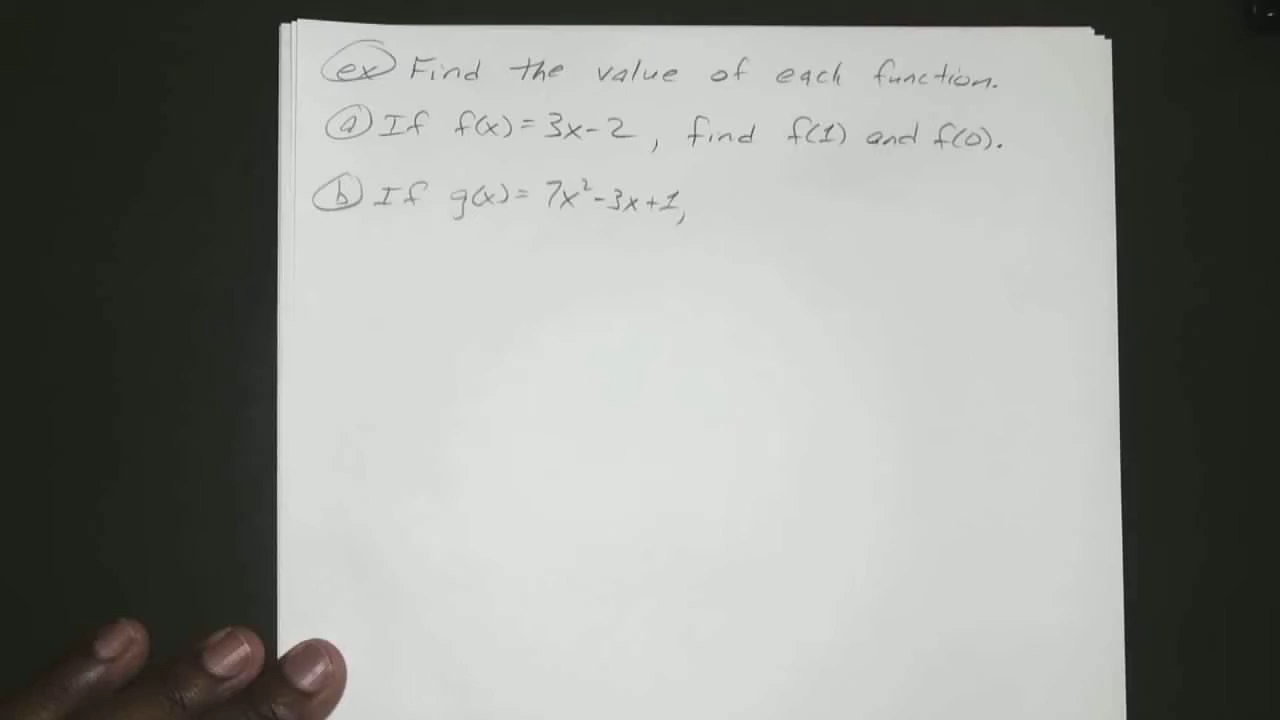 ex Find the value of each function.
a If f(x)=3x-2, find f(1) and f(0).
b If g(x)=7x²-3x+1,